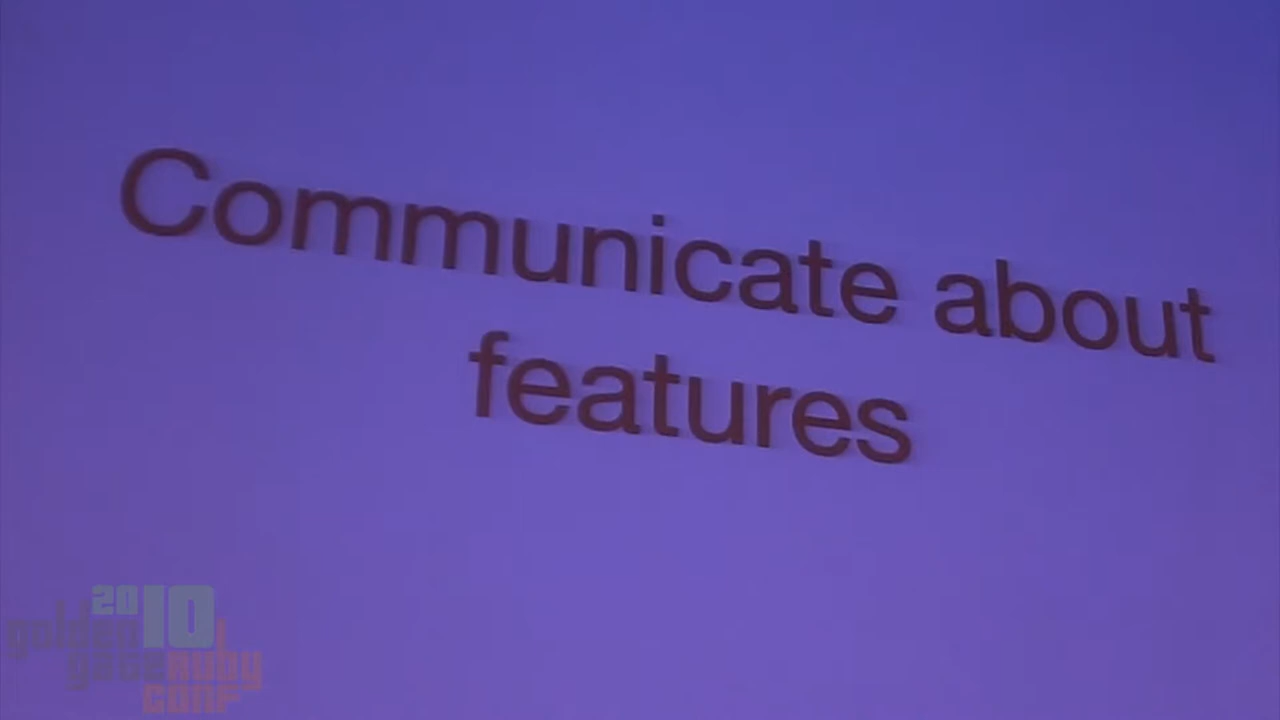 Communicate about
features
2010
golden
gate ruby
conf